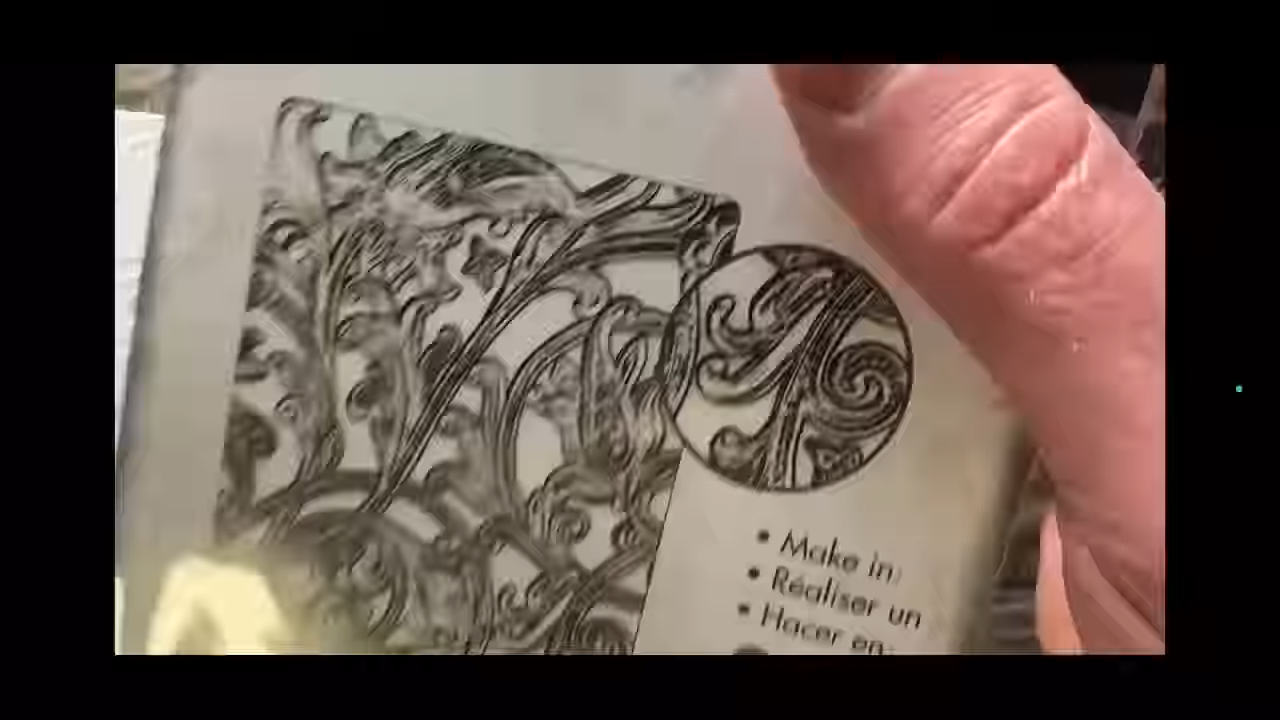 • Make in:
• Réaliser un
• Hacer en: